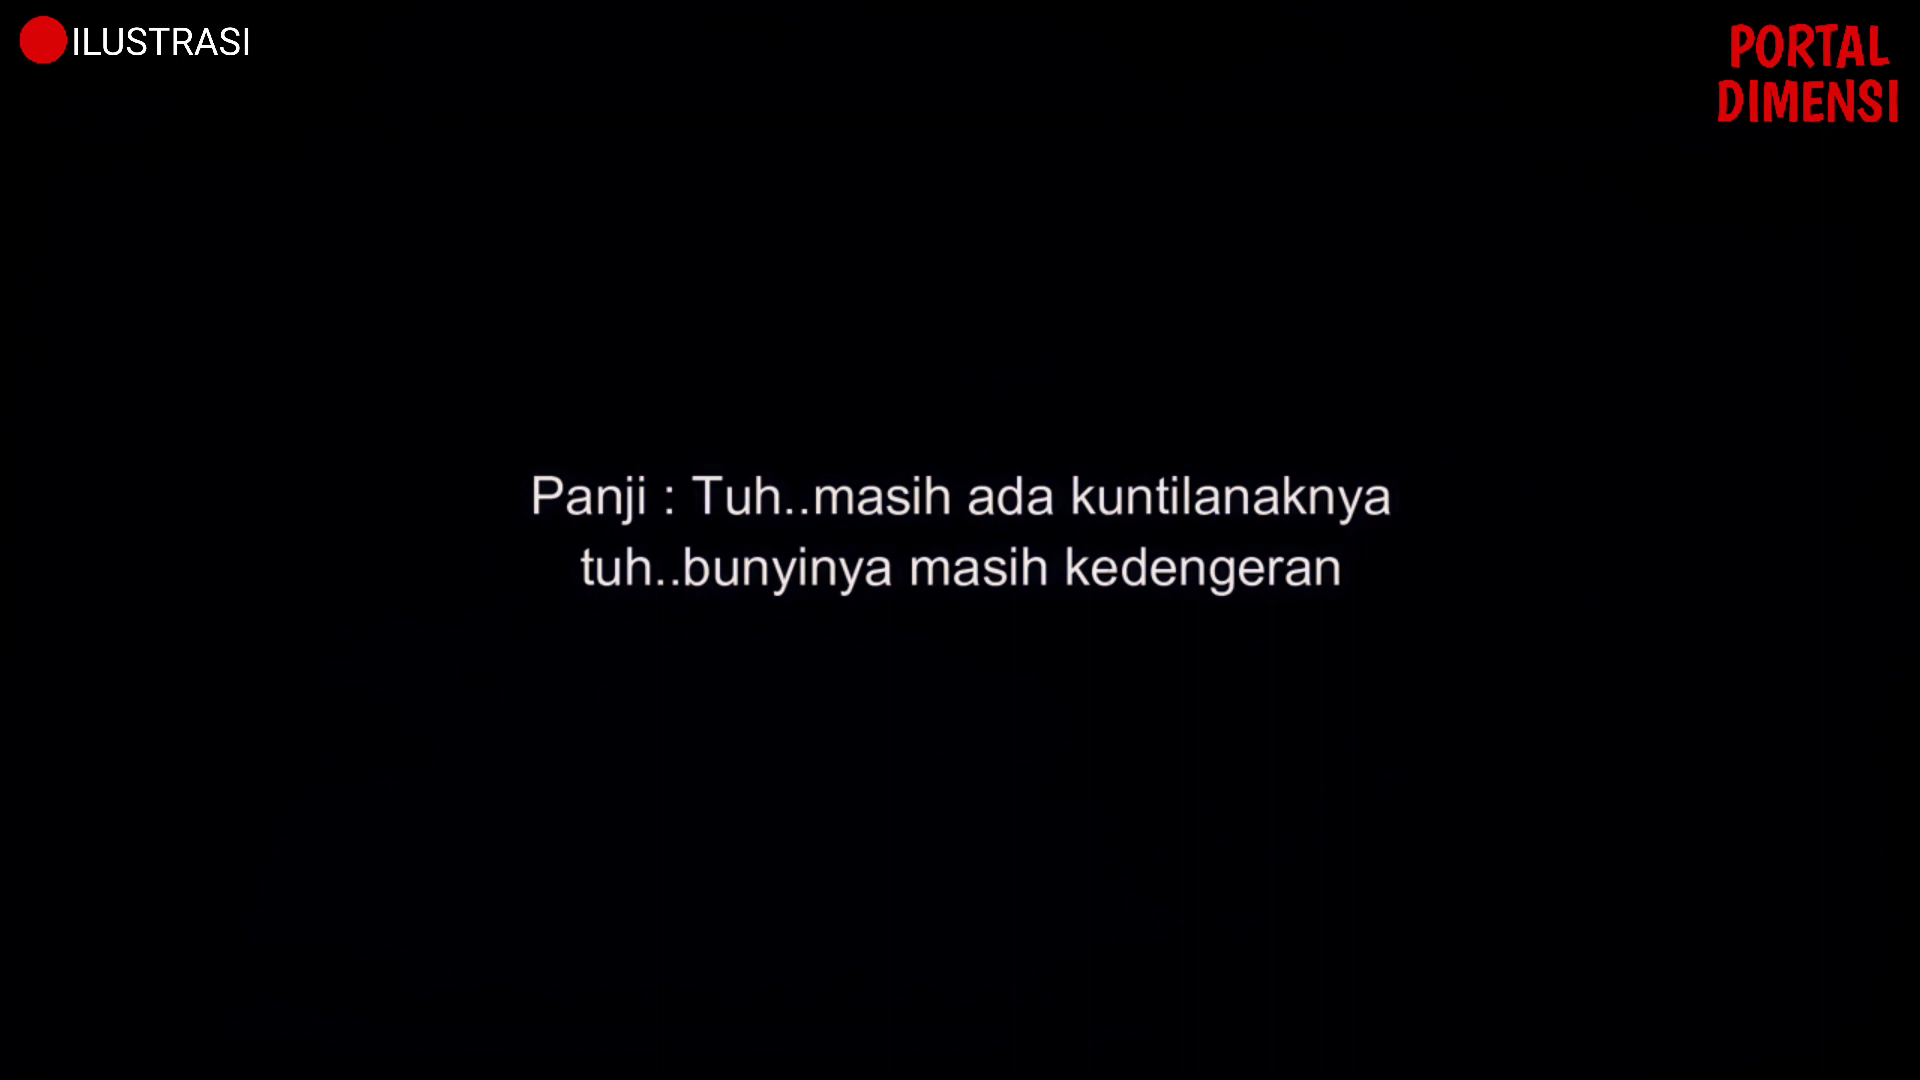 ILUSTRASI
PORTAL
DIMENSI
Panji : Tuh..masih ada kuntilanaknya
tuh..bunyinya masih kedengeran